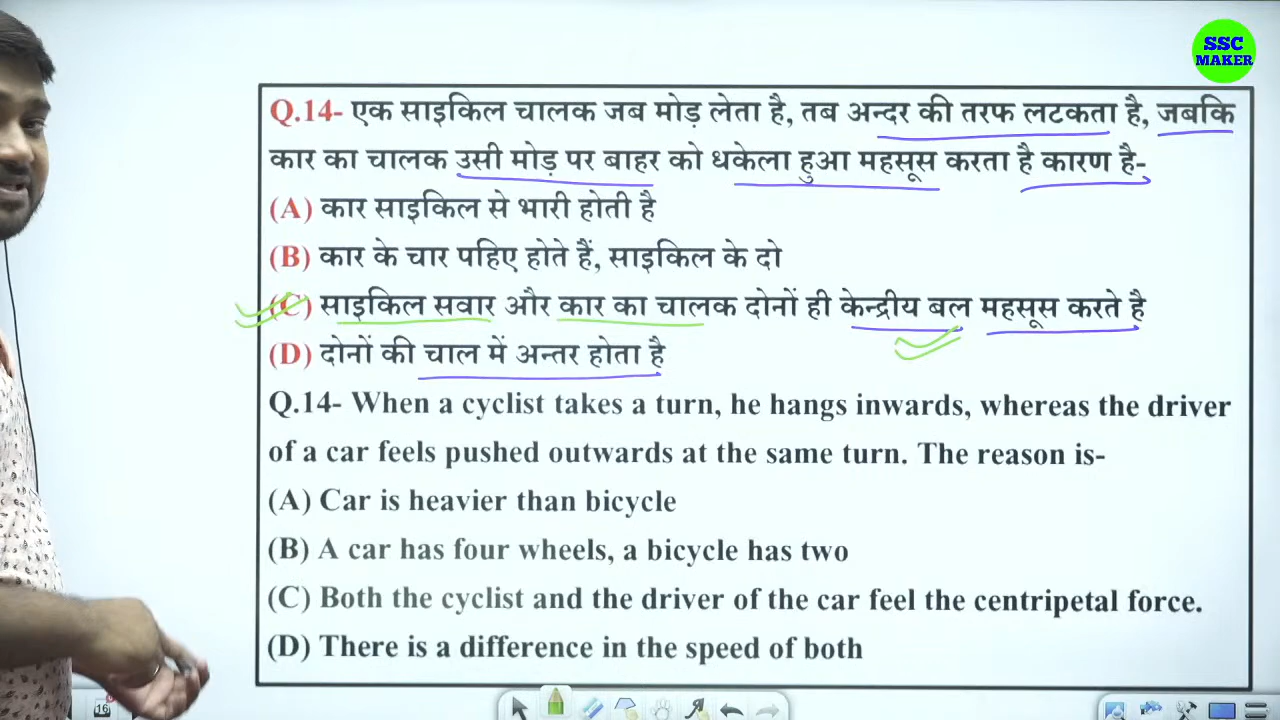 SSC
MAKER
Q.14- एक साइकिल चालक जब मोड़ लेता है, तब अन्दर की तरफ लटकता है, जबकि
कार का चालक उसी मोड़ पर बाहर को धकेला हुआ महसूस करता है कारण है-
(A) कार साइकिल से भारी होती है
(B) कार के चार पहिए होते हैं, साइकिल के दो
(C) साइकिल सवार और कार का चालक दोनों ही केन्द्रीय बल महसूस करते है
(D) दोनों की चाल में अन्तर होता है
Q.14- When a cyclist takes a turn, he hangs inwards, whereas the driver
of a car feels pushed outwards at the same turn. The reason is-
(A) Car is heavier than bicycle
(B) A car has four wheels, a bicycle has two
(C) Both the cyclist and the driver of the car feel the centripetal force.
(D) There is a difference in the speed of both
16